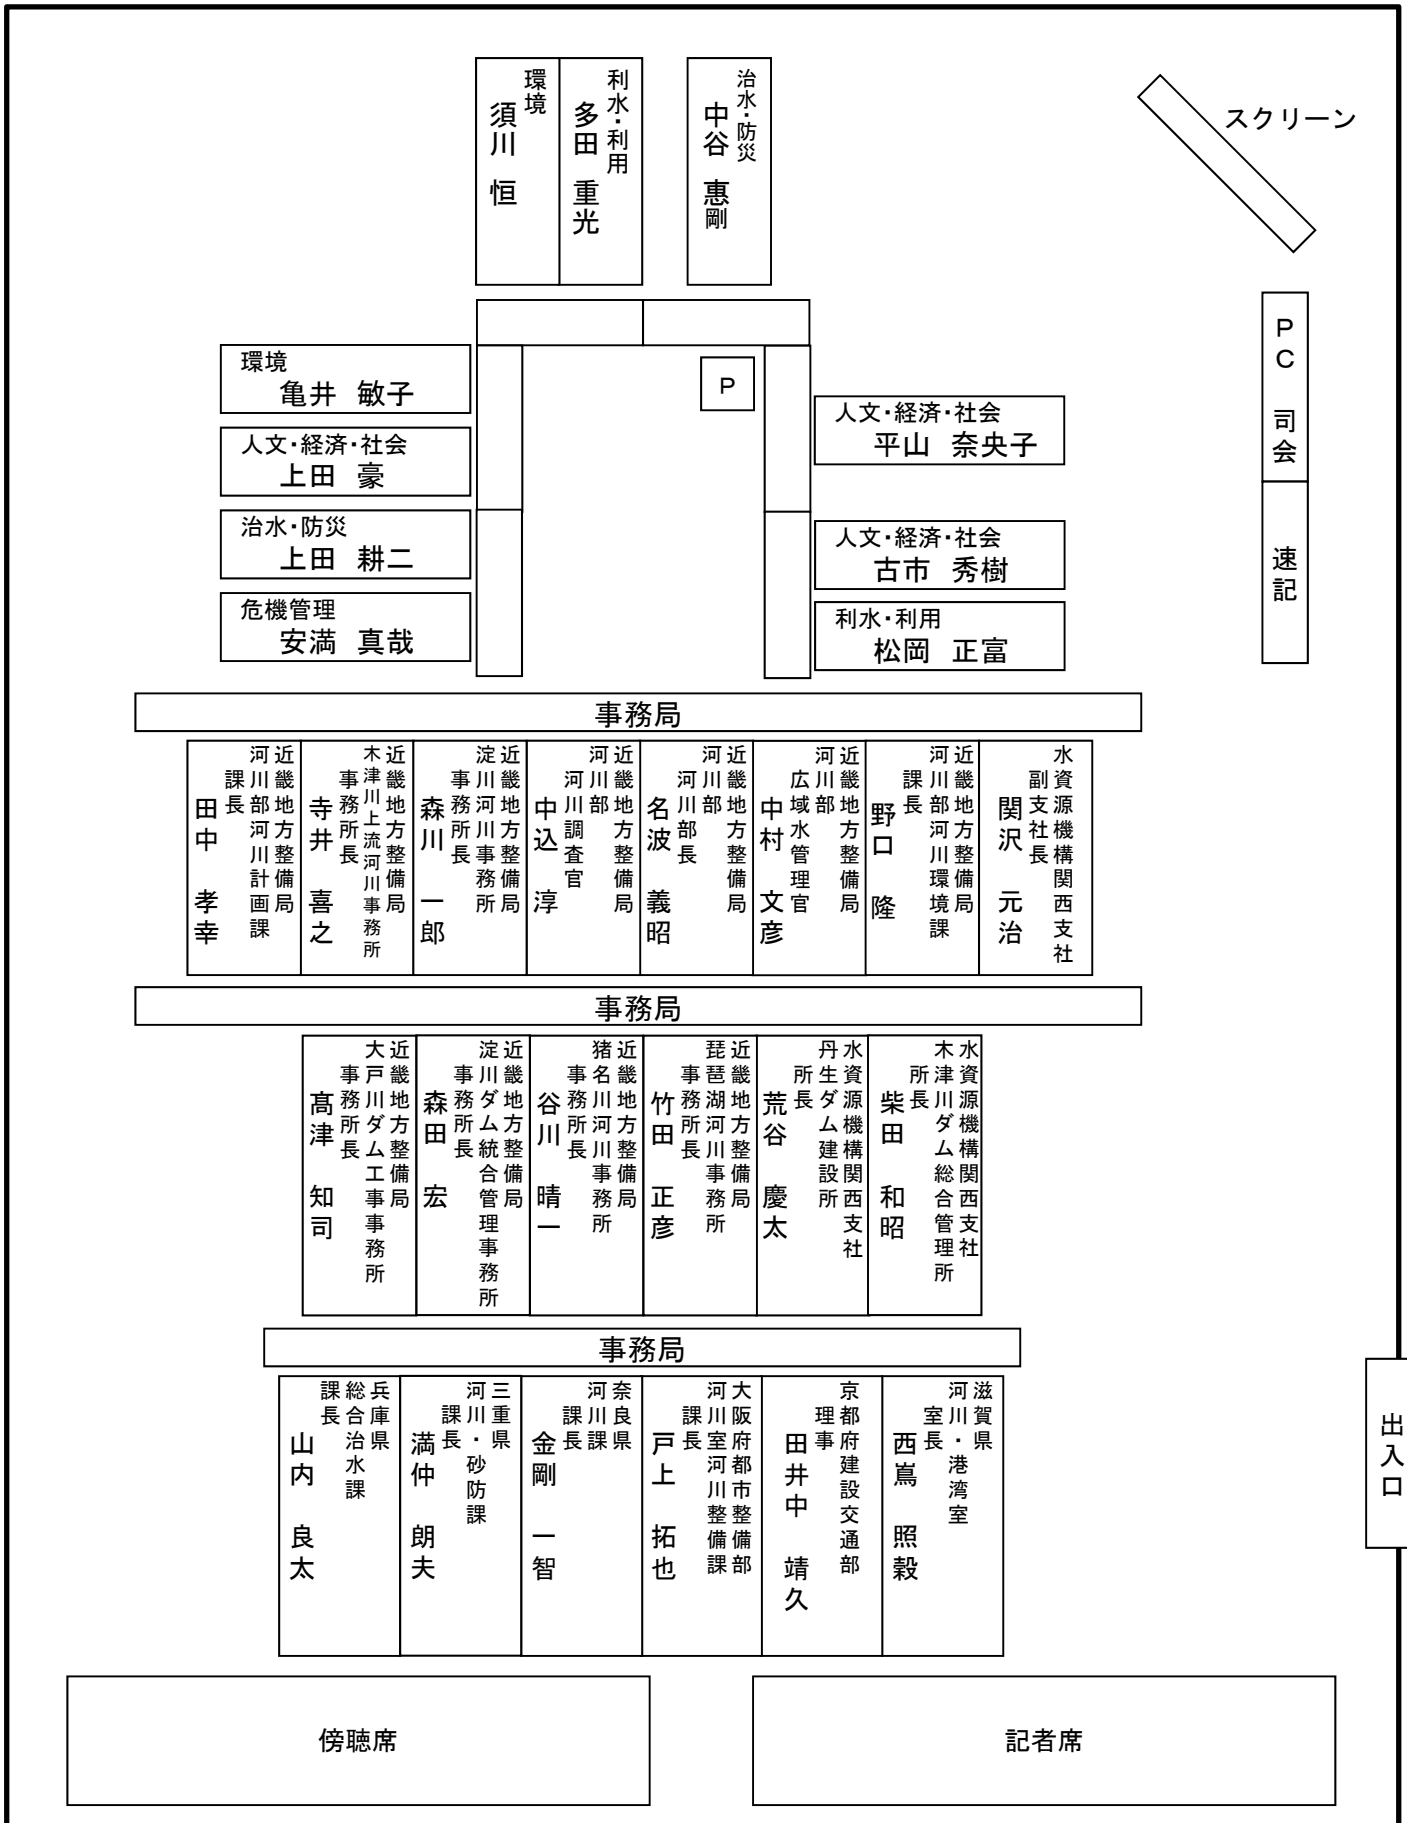 環境
須川　恒
利水・利用
多田　重光
治水・防災
中谷　惠剛
スクリーン
PC　司会
速記
P
環境
亀井　敏子
人文・経済・社会
上田　豪
治水・防災
上田　耕二
危機管理
安満　真哉
人文・経済・社会
平山　奈央子
人文・経済・社会
古市　秀樹
利水・利用
松岡　正富
事務局
近畿地方整備局
河川部河川計画課
課長
田中　孝幸
近畿地方整備局
木津川上流河川事務所
事務所長
寺井　喜之
近畿地方整備局
淀川河川事務所
事務所長
森川　一郎
近畿地方整備局
河川部
河川調査官
中込　淳
近畿地方整備局
河川部
河川部長
名波　義昭
近畿地方整備局
河川部
広域水管理官
中村　文彦
近畿地方整備局
河川部河川環境課
課長
野口　隆
水資源機構関西支社
副支社長
関沢　元治
事務局
近畿地方整備局
大戸川ダム工事事務所
事務所長
髙津　知司
近畿地方整備局
淀川ダム統合管理事務所
事務所長
森田　宏
近畿地方整備局
猪名川河川事務所
事務所長
谷川　晴一
近畿地方整備局
琵琶湖河川事務所
事務所長
竹田　正彦
水資源機構関西支社
丹生ダム建設所
所長
荒谷　慶太
水資源機構関西支社
木津川ダム総合管理所
所長
柴田　和昭
事務局
兵庫県
総合治水課
課長
山内　良太
三重県
河川・砂防課
課長
満仲　朗夫
奈良県
河川課
課長
金剛　一智
大阪府都市整備部
河川室河川整備課
課長
戸上　拓也
京都府建設交通部
理事
田井中　靖久
滋賀県
河川・港湾室
室長
西嶌　照毅
出入口
傍聴席
記者席